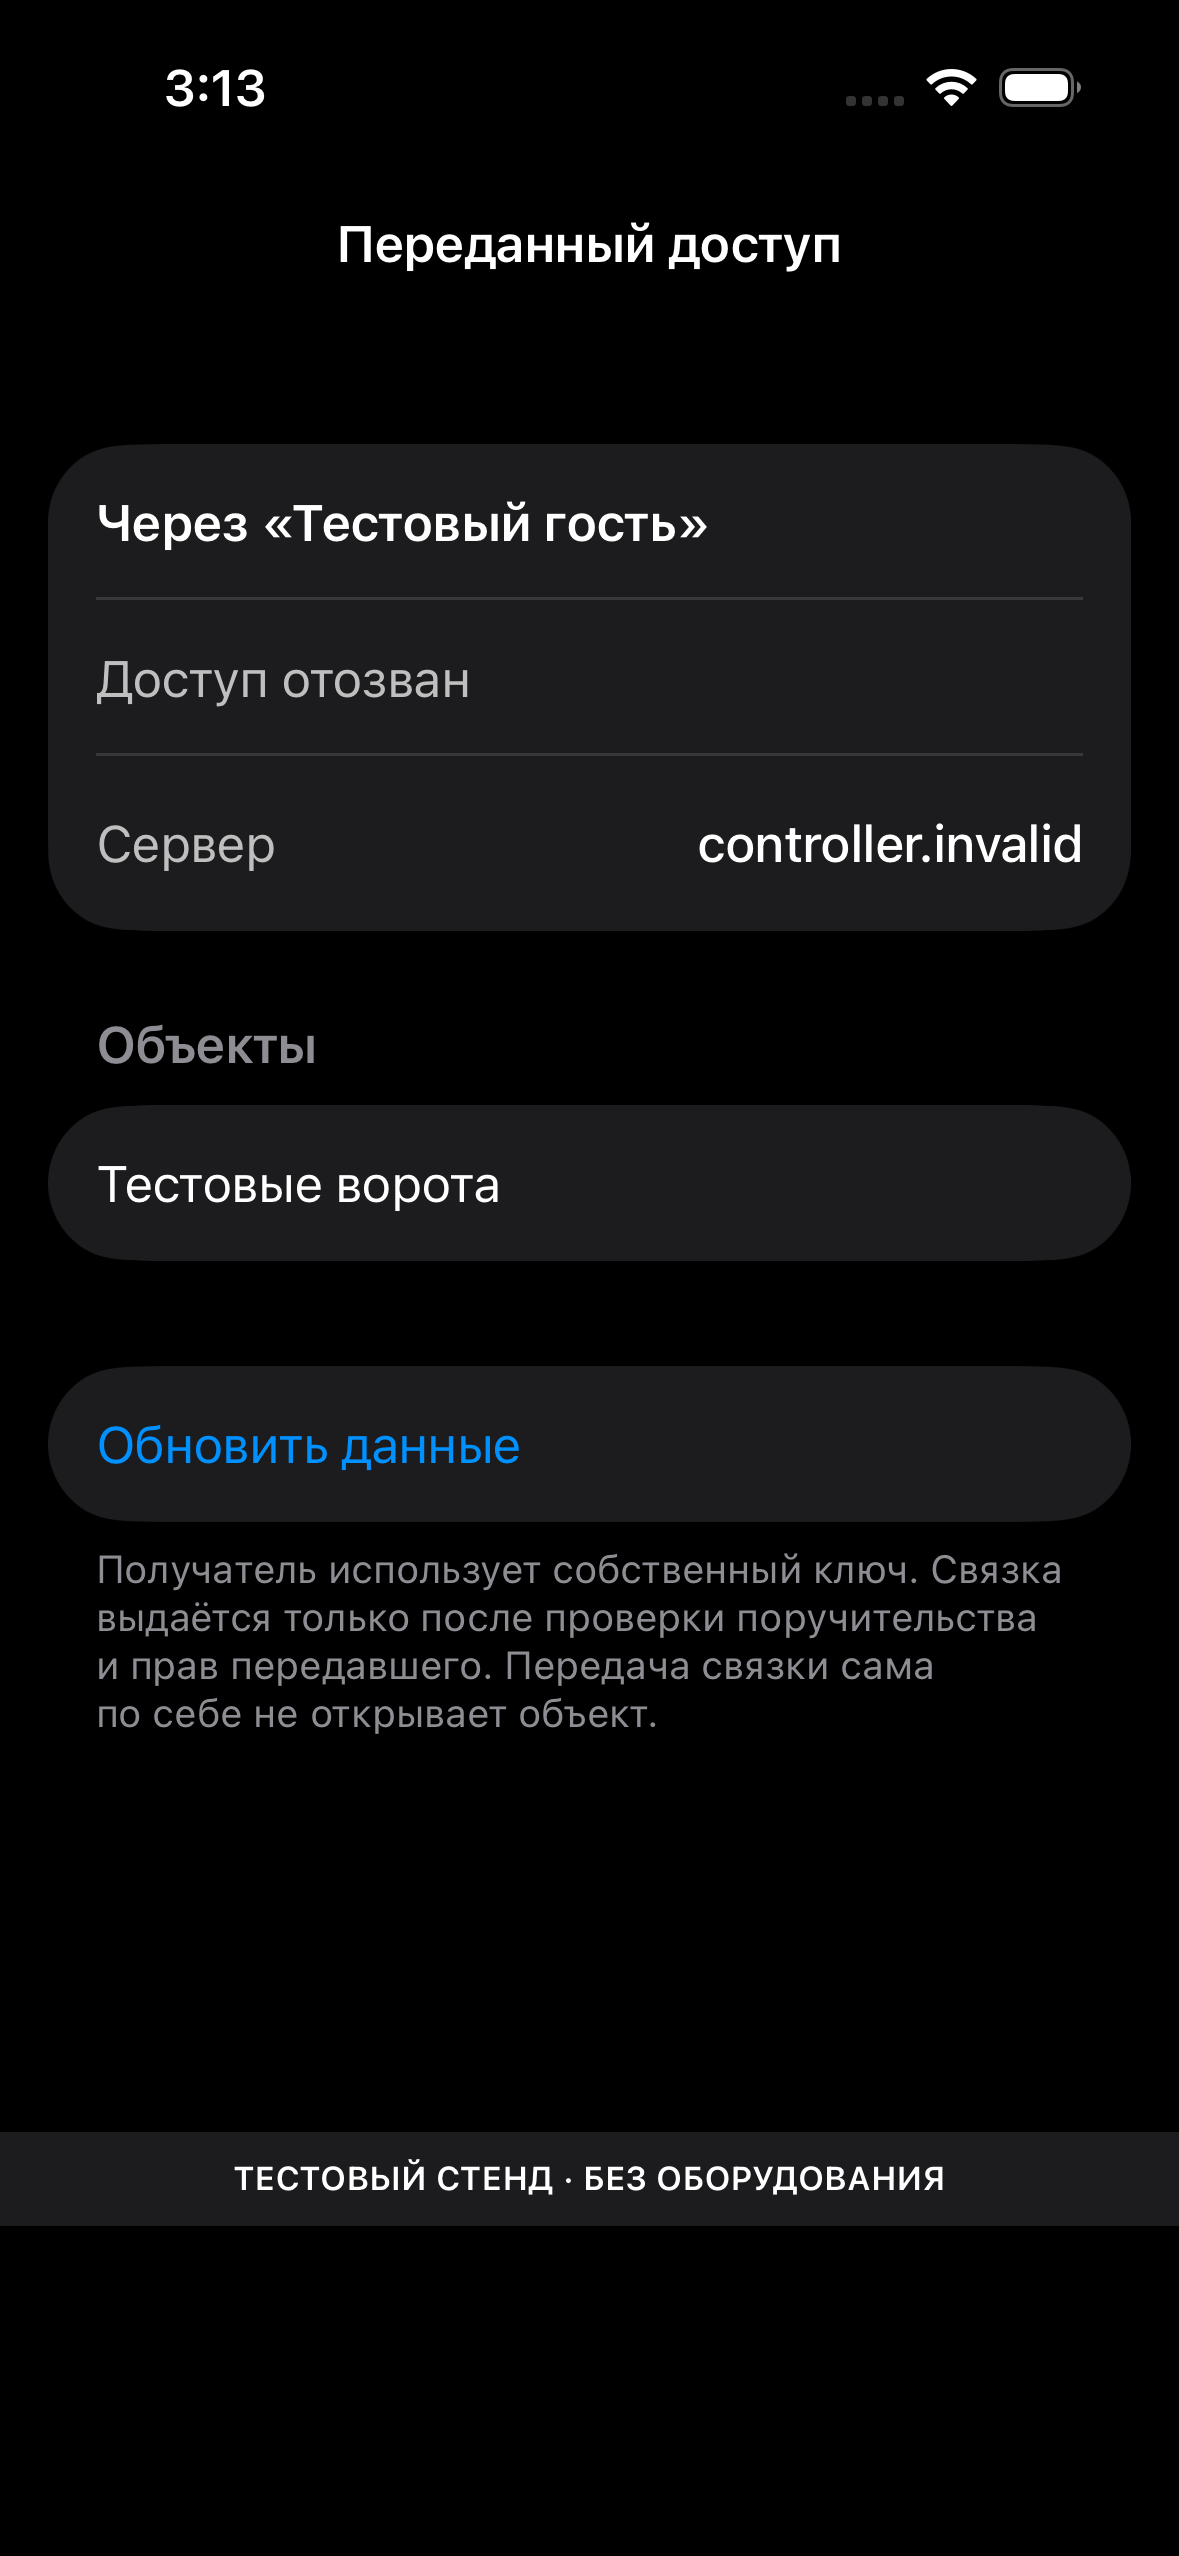 3:13
Переданный доступ
Через «Тестовый гость»
Доступ отозван
Сервер controller.invalid
Объекты
Тестовые ворота
Обновить данные
Получатель использует собственный ключ. Связка
выдаётся только после проверки поручительства
и прав передавшего. Передача связки сама
по себе не открывает объект.
ТЕСТОВЫЙ СТЕНД · БЕЗ ОБОРУДОВАНИЯ